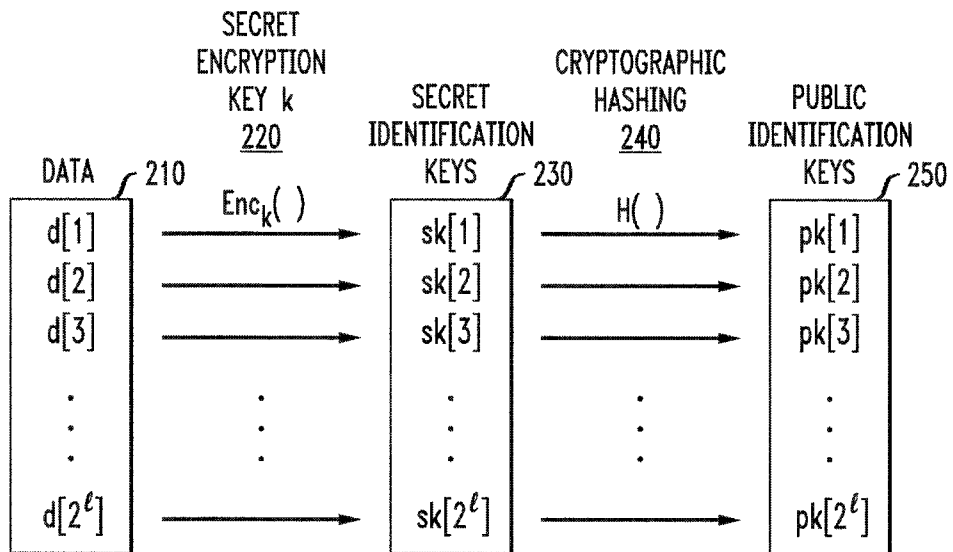 SECRET
ENCRYPTION
KEY k
220
SECRET
IDENTIFICATION
KEYS
CRYPTOGRAPHIC
HASHING
240
PUBLIC
IDENTIFICATION
KEYS
DATA
210
Enc_k( )
230
H( )
250
d[1]
sk[1]
pk[1]
d[2]
sk[2]
pk[2]
d[3]
sk[3]
pk[3]
d[2^ℓ]
sk[2^ℓ]
pk[2^ℓ]